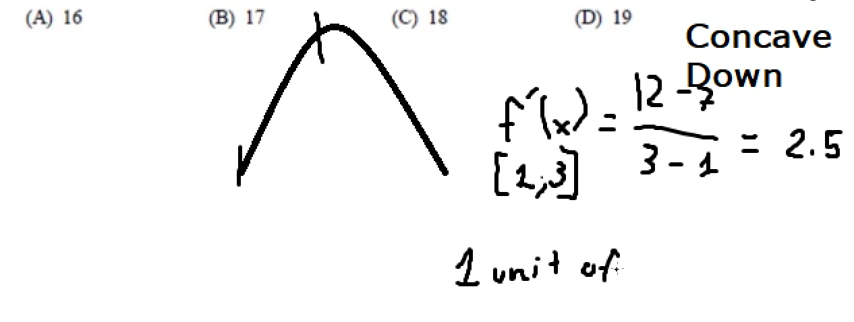 (A) 16 (B) 17 (C) 18 (D) 19
Concave
Down
f'(x) = 12 - 7 / 3 - 1 = 2.5
[1,3]
1 unit of